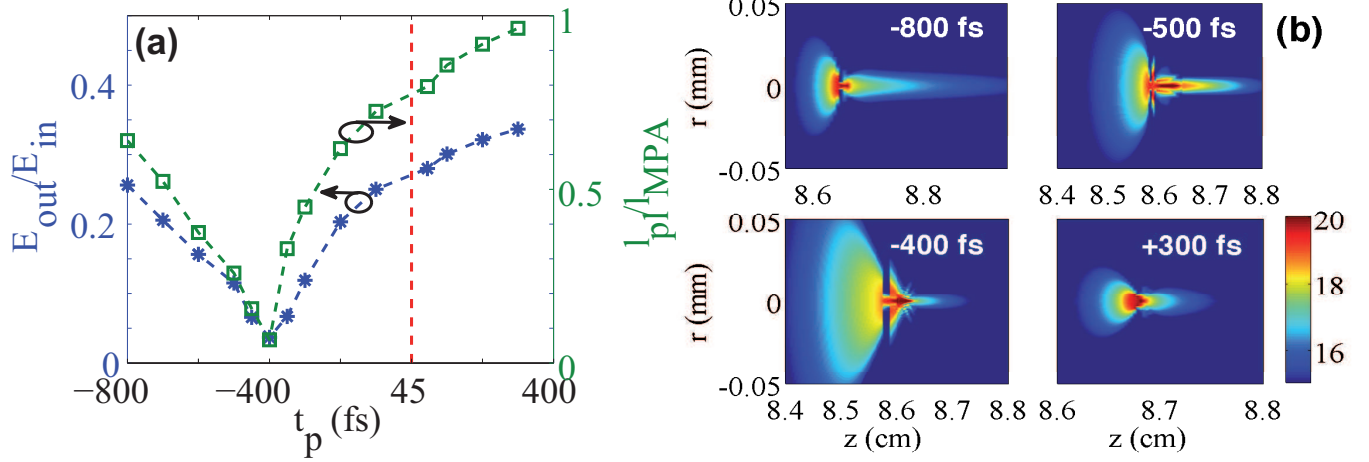 (a)
1
0.4
0.5
0.2
0
0
E_out/E_in
l_pl/l_MPA
−800
−400
45
400
t_p (fs)
(b)
0.05
-800 fs
-500 fs
r (mm)
0
-0.05
8.6
8.8
8.4
8.5
8.6
8.7
8.8
0.05
-400 fs
+300 fs
r (mm)
0
-0.05
20
18
16
8.4
8.5
8.6
8.7
8.8
z (cm)
8.6
8.7
8.8
z (cm)